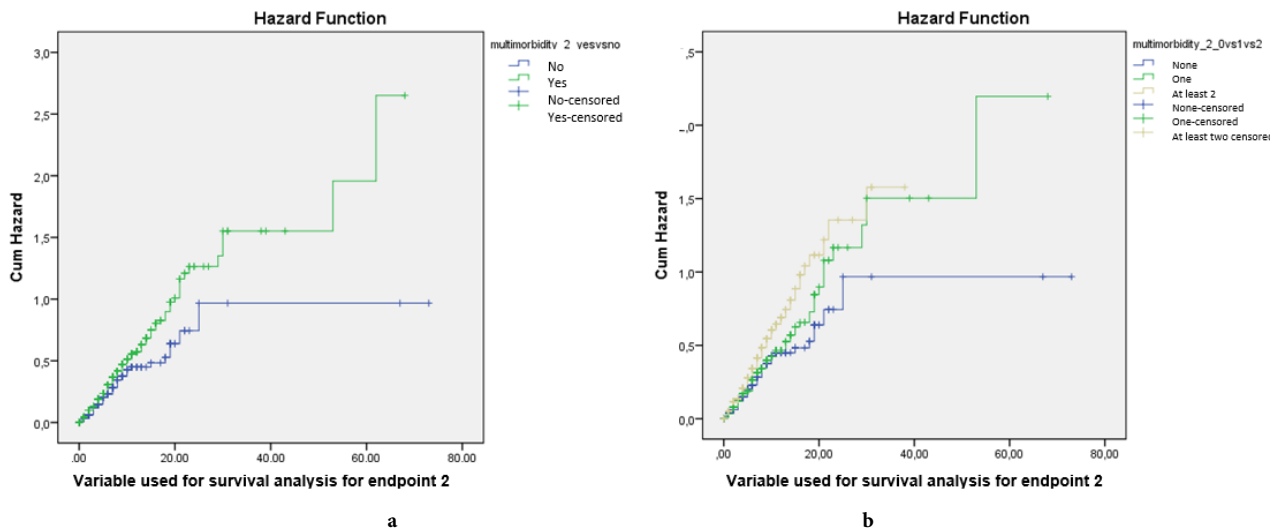 Hazard Function
multimorbidity_2_yesvsno
No
Yes
No-censored
Yes-censored
3,0
2,5
2,0
1,5
1,0
0,5
0,0
Cum Hazard
,00
20.00
40.00
60.00
80.00
Variable used for survival analysis for endpoint 2
a
Hazard Function
multimorbidity_2_0vs1vs2
None
One
At least 2
None-censored
One-censored
At least two censored
,5
,0
1,5
1,0
0,5
0,0
Cum Hazard
,00
20,00
40,00
60,00
80,00
Variable used for survival analysis for endpoint 2
b